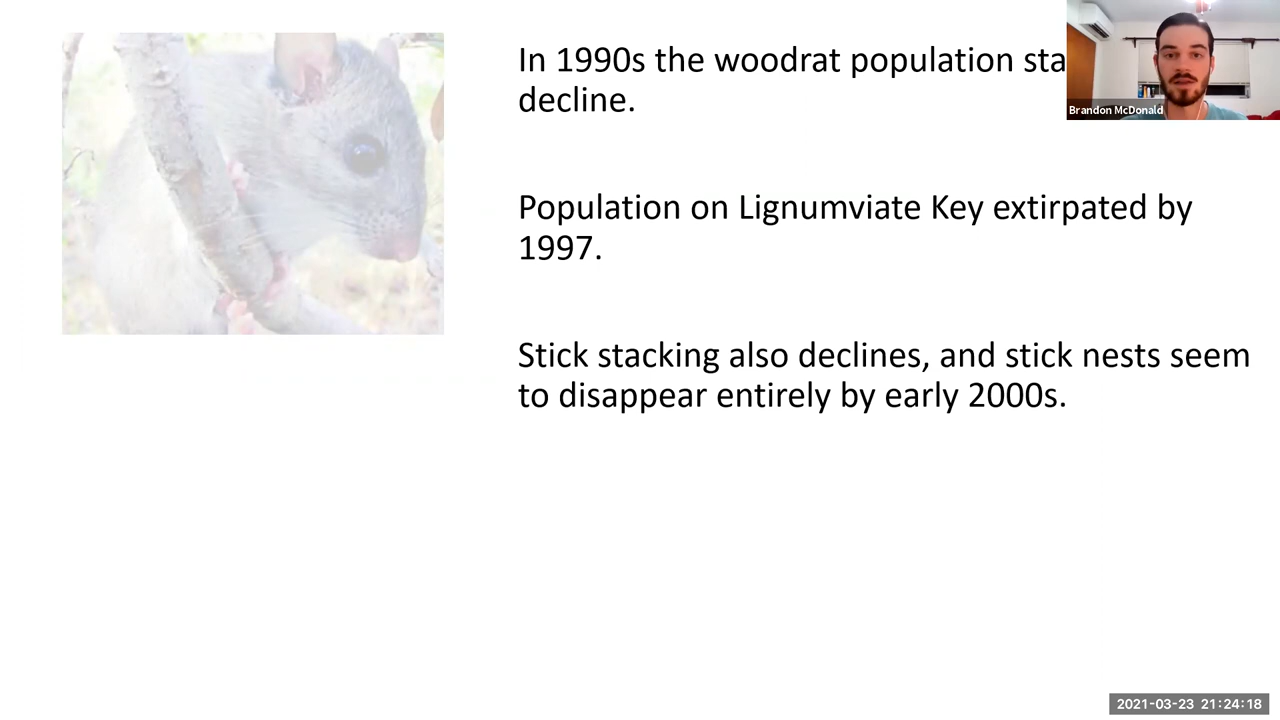 In 1990s the woodrat population sta
decline.
Brandon McDonald
Population on Lignumviate Key extirpated by
1997.
Stick stacking also declines, and stick nests seem
to disappear entirely by early 2000s.
2021-03-23 21:24:18